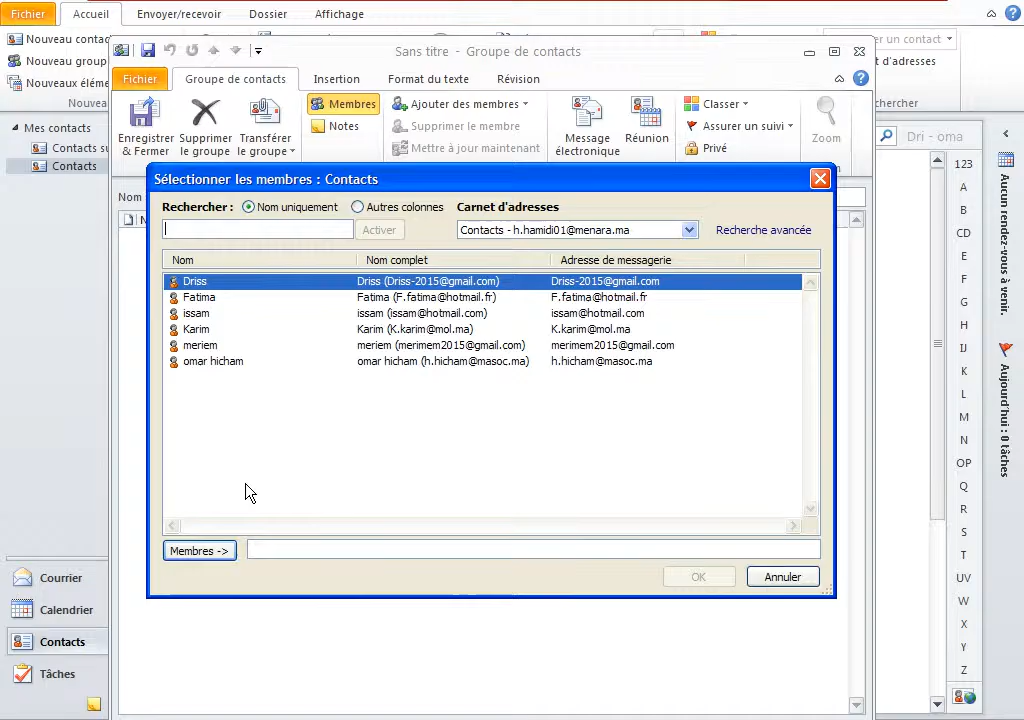 Fichier Accueil Envoyer/recevoir Dossier Affichage
Nouveau contac
Nouveau group
Nouveaux éléme
Nouveau
er un contact
t d'adresses
chercher
Sans titre - Groupe de contacts
Fichier Groupe de contacts Insertion Format du texte Révision
Enregistrer & Fermer
Supprimer le groupe
Transférer le groupe
Membres
Notes
Ajouter des membres
Supprimer le membre
Mettre à jour maintenant
Message électronique
Réunion
Classer
Assurer un suivi
Privé
Zoom
Mes contacts
Contacts su
Contacts
Nom
N
Dri - oma
Sélectionner les membres : Contacts
Rechercher : Nom uniquement Autres colonnes Carnet d'adresses
Activer Contacts - h.hamidi01@menara.ma Recherche avancée
Nom Nom complet Adresse de messagerie
Driss Driss (Driss-2015@gmail.com) Driss-2015@gmail.com
Fatima Fatima (F.fatima@hotmail.fr) F.fatima@hotmail.fr
issam issam (issam@hotmail.com) issam@hotmail.com
Karim Karim (K.karim@mol.ma) K.karim@mol.ma
meriem meriem (merimem2015@gmail.com) merimem2015@gmail.com
omar hicham omar hicham (h.hicham@masoc.ma) h.hicham@masoc.ma
Membres ->
OK Annuler
Courrier
Calendrier
Contacts
Tâches
123
A
B
CD
E
F
G
H
IJ
K
L
M
N
OP
Q
R
S
T
UV
W
X
Y
Z
Aucun rendez-vous à venir.
Aujourd'hui : 0 tâches